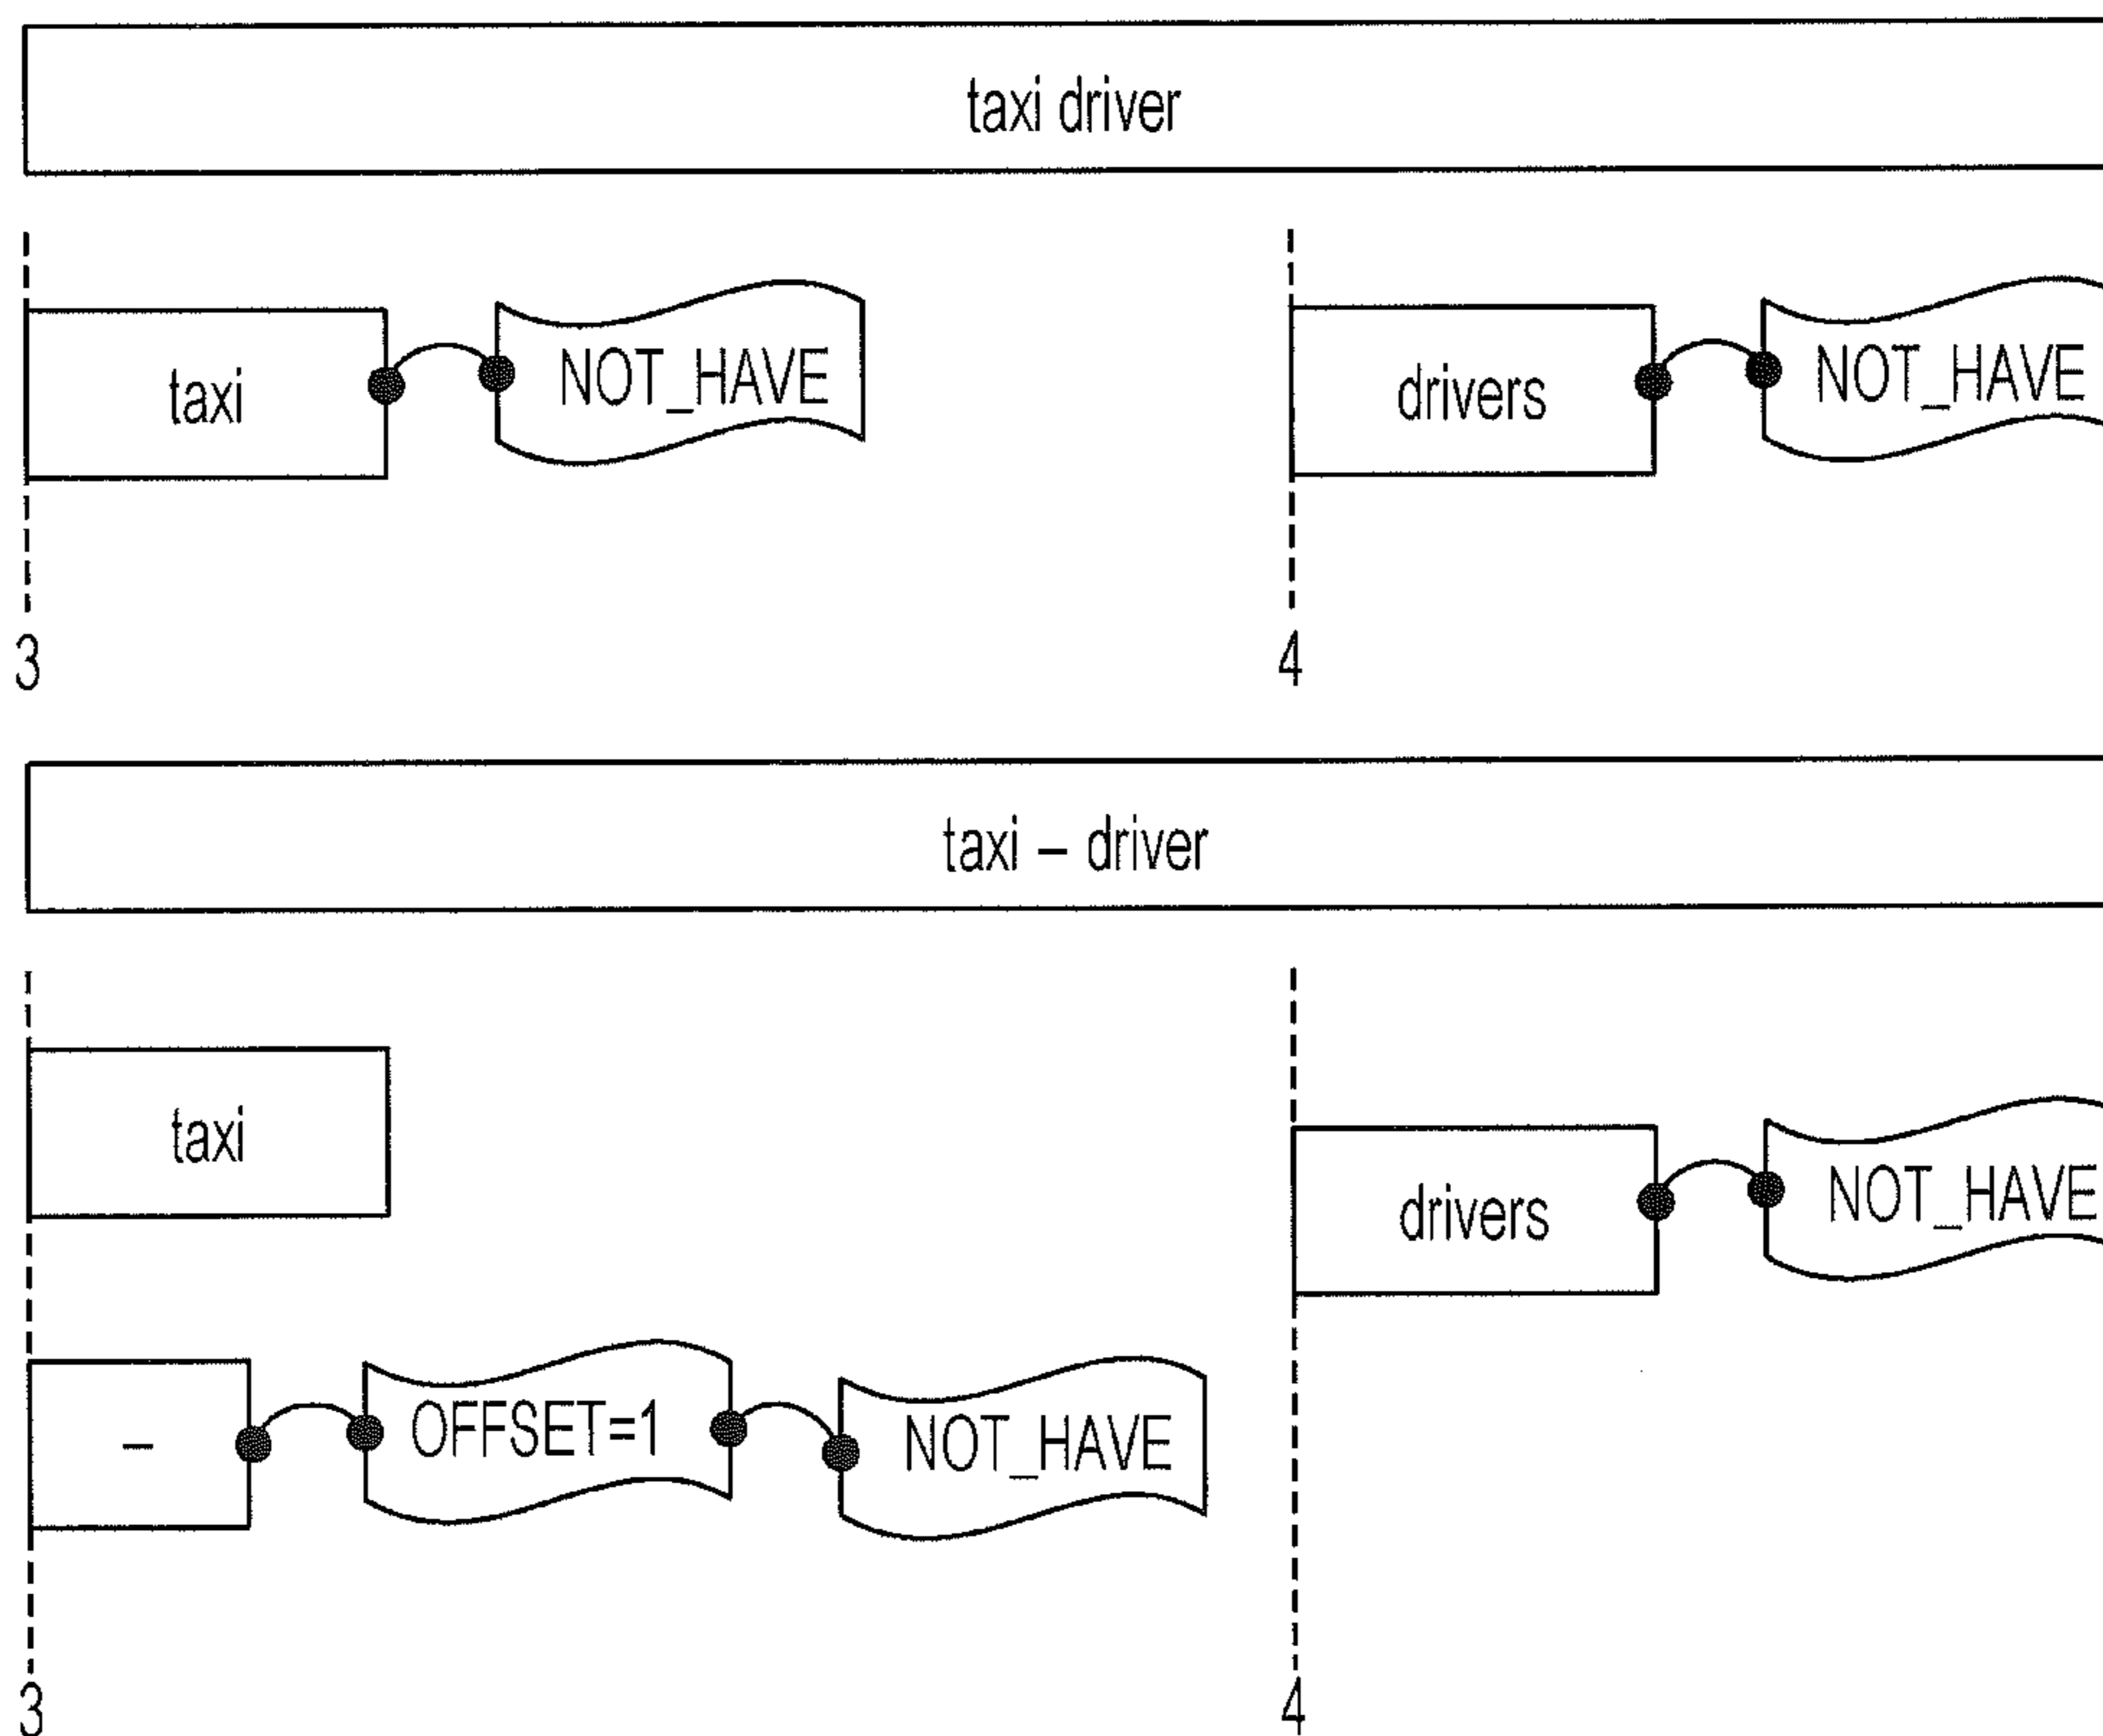 taxi driver
taxi NOT_HAVE drivers NOT_HAVE
3 4
taxi – driver
taxi
drivers NOT_HAVE
– OFFSET=1 NOT_HAVE
3 4